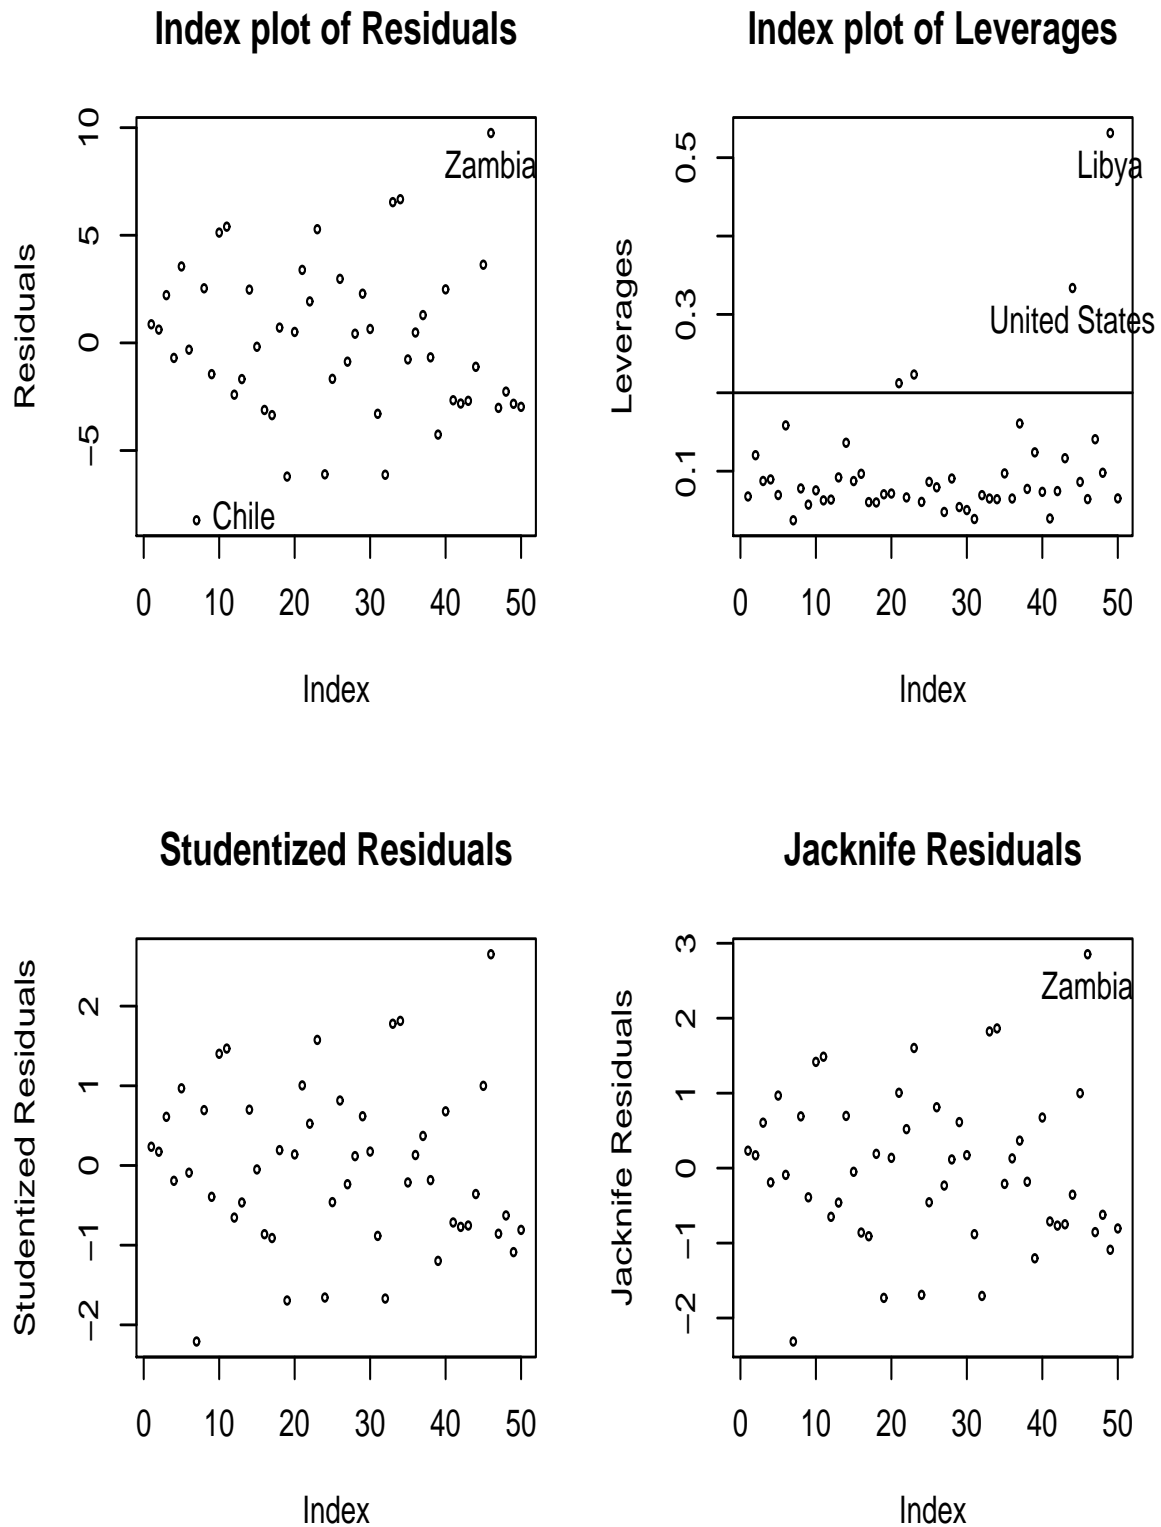 Index plot of Residuals
Residuals
10
5
0
−5
Zambia
Chile
0 10 20 30 40 50
Index
Index plot of Leverages
Leverages
0.5
0.3
0.1
Libya
United States
0 10 20 30 40 50
Index
Studentized Residuals
Studentized Residuals
2
1
0
−1
−2
0 10 20 30 40 50
Index
Jacknife Residuals
Jacknife Residuals
3
2
1
0
−1
−2
Zambia
0 10 20 30 40 50
Index